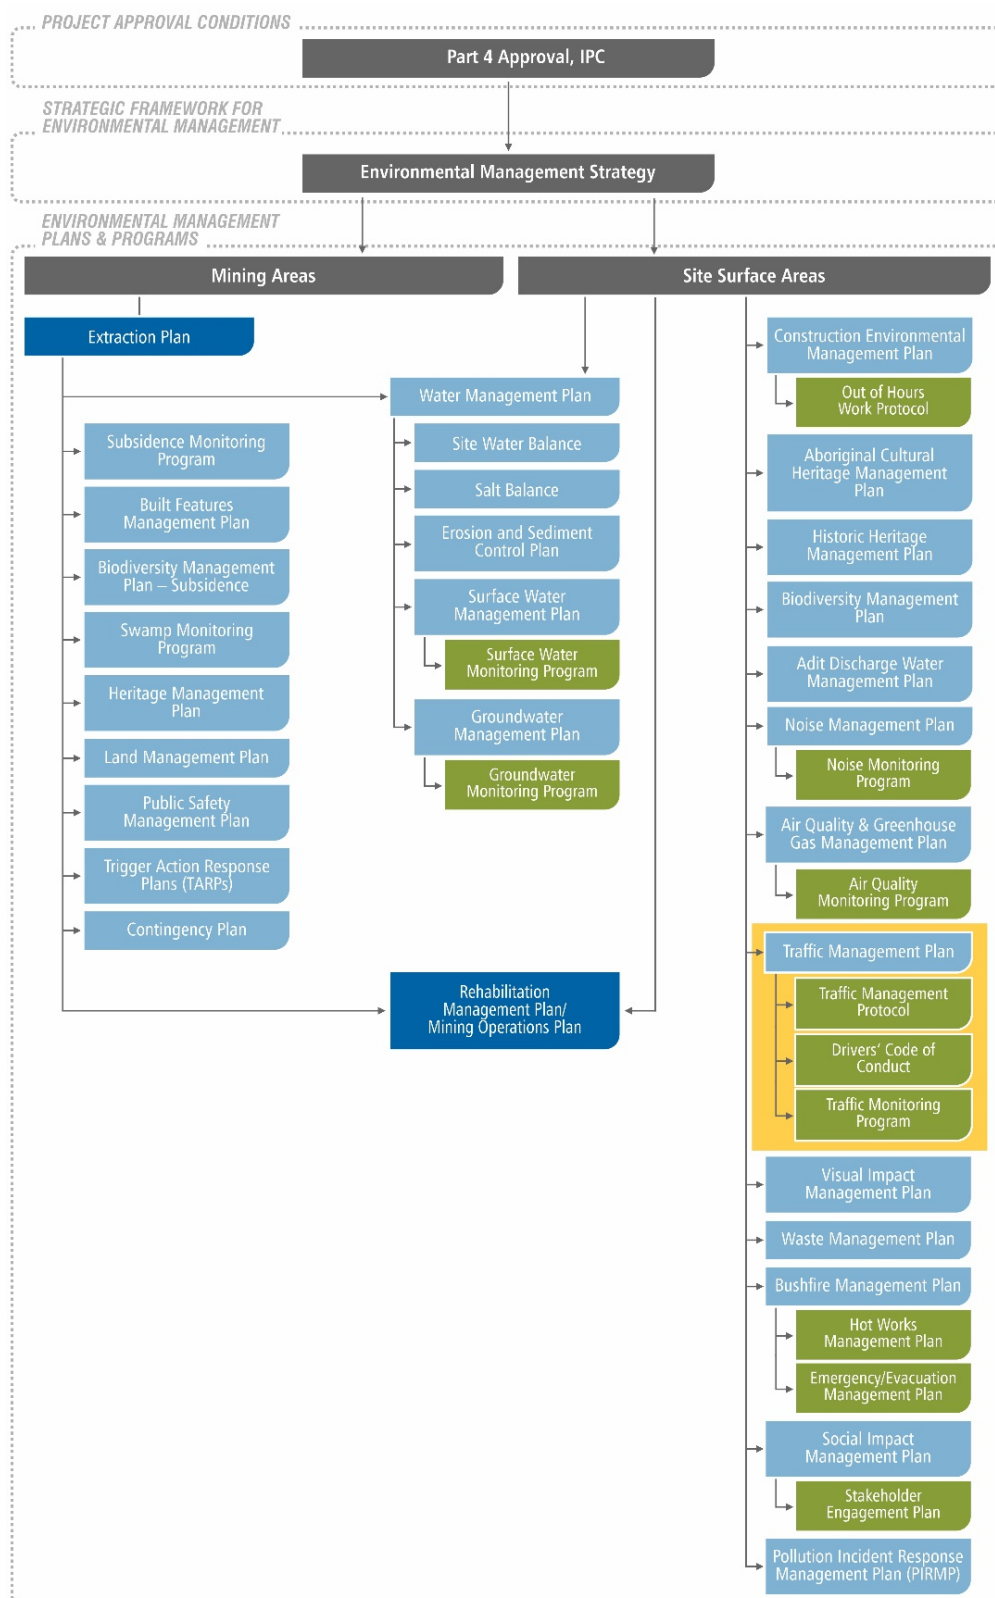 PROJECT APPROVAL CONDITIONS
Part 4 Approval, IPC
STRATEGIC FRAMEWORK FOR
ENVIRONMENTAL MANAGEMENT
Environmental Management Strategy
ENVIRONMENTAL MANAGEMENT
PLANS & PROGRAMS
Mining Areas
Site Surface Areas
Extraction Plan
Subsidence Monitoring
Program
Built Features
Management Plan
Biodiversity Management
Plan – Subsidence
Swamp Monitoring
Program
Heritage Management
Plan
Land Management Plan
Public Safety
Management Plan
Trigger Action Response
Plans (TARPs)
Contingency Plan
Water Management Plan
Site Water Balance
Salt Balance
Erosion and Sediment
Control Plan
Surface Water
Management Plan
Surface Water
Monitoring Program
Groundwater
Management Plan
Groundwater
Monitoring Program
Rehabilitation
Management Plan/
Mining Operations Plan
Construction Environmental
Management Plan
Out of Hours
Work Protocol
Aboriginal Cultural
Heritage Management
Plan
Historic Heritage
Management Plan
Biodiversity Management
Plan
Adit Discharge Water
Management Plan
Noise Management Plan
Noise Monitoring
Program
Air Quality & Greenhouse
Gas Management Plan
Air Quality
Monitoring Program
Traffic Management Plan
Traffic Management
Protocol
Drivers’ Code of
Conduct
Traffic Monitoring
Program
Visual Impact
Management Plan
Waste Management Plan
Bushfire Management Plan
Hot Works
Management Plan
Emergency/Evacuation
Management Plan
Social Impact
Management Plan
Stakeholder
Engagement Plan
Pollution Incident Response
Management Plan (PIRMP)